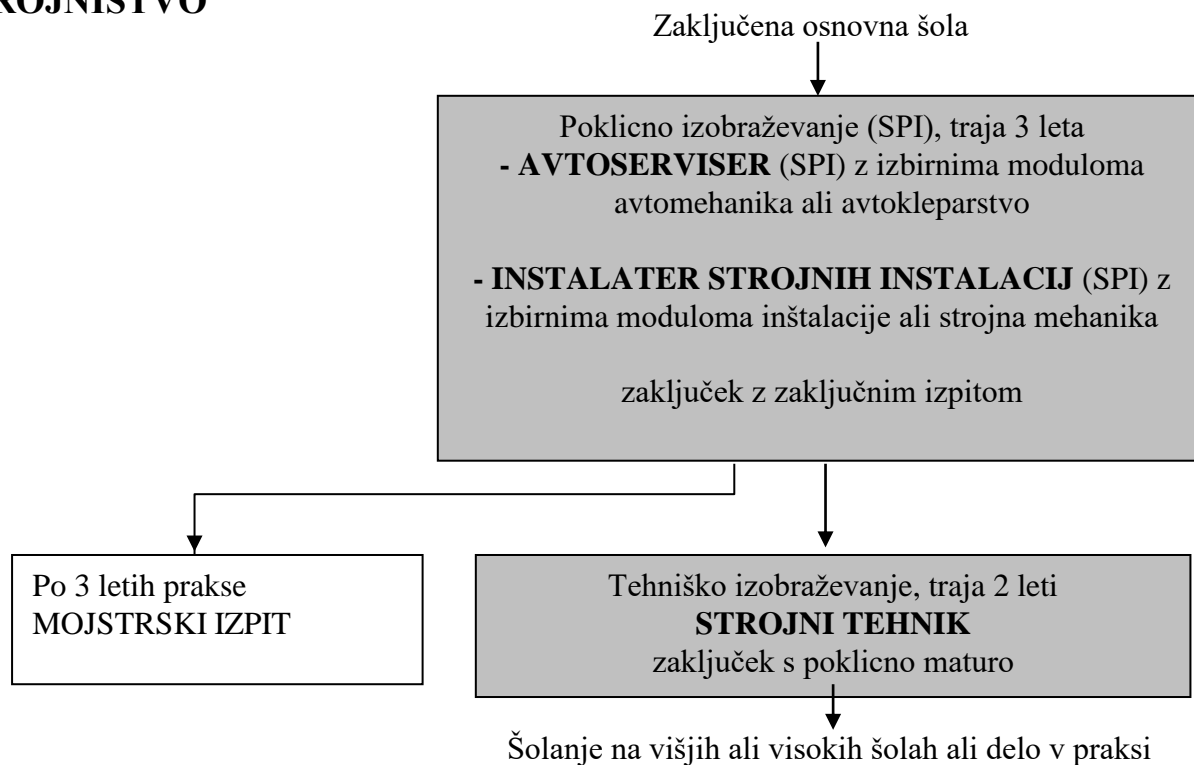 ROJNIŠTVO
Zaključena osnovna šola
Poklicno izobraževanje (SPI), traja 3 leta
- AVTOSERVISER (SPI) z izbirnima moduloma
avtomehanika ali avtokleparstvo
- INSTALATER STROJNIH INSTALACIJ (SPI) z
izbirnima moduloma inštalacije ali strojna mehanika
zaključek z zaključnim izpitom
Po 3 letih prakse
MOJSTRSKI IZPIT
Tehniško izobraževanje, traja 2 leti
STROJNI TEHNIK
zaključek s poklicno maturo
Šolanje na višjih ali visokih šolah ali delo v praksi